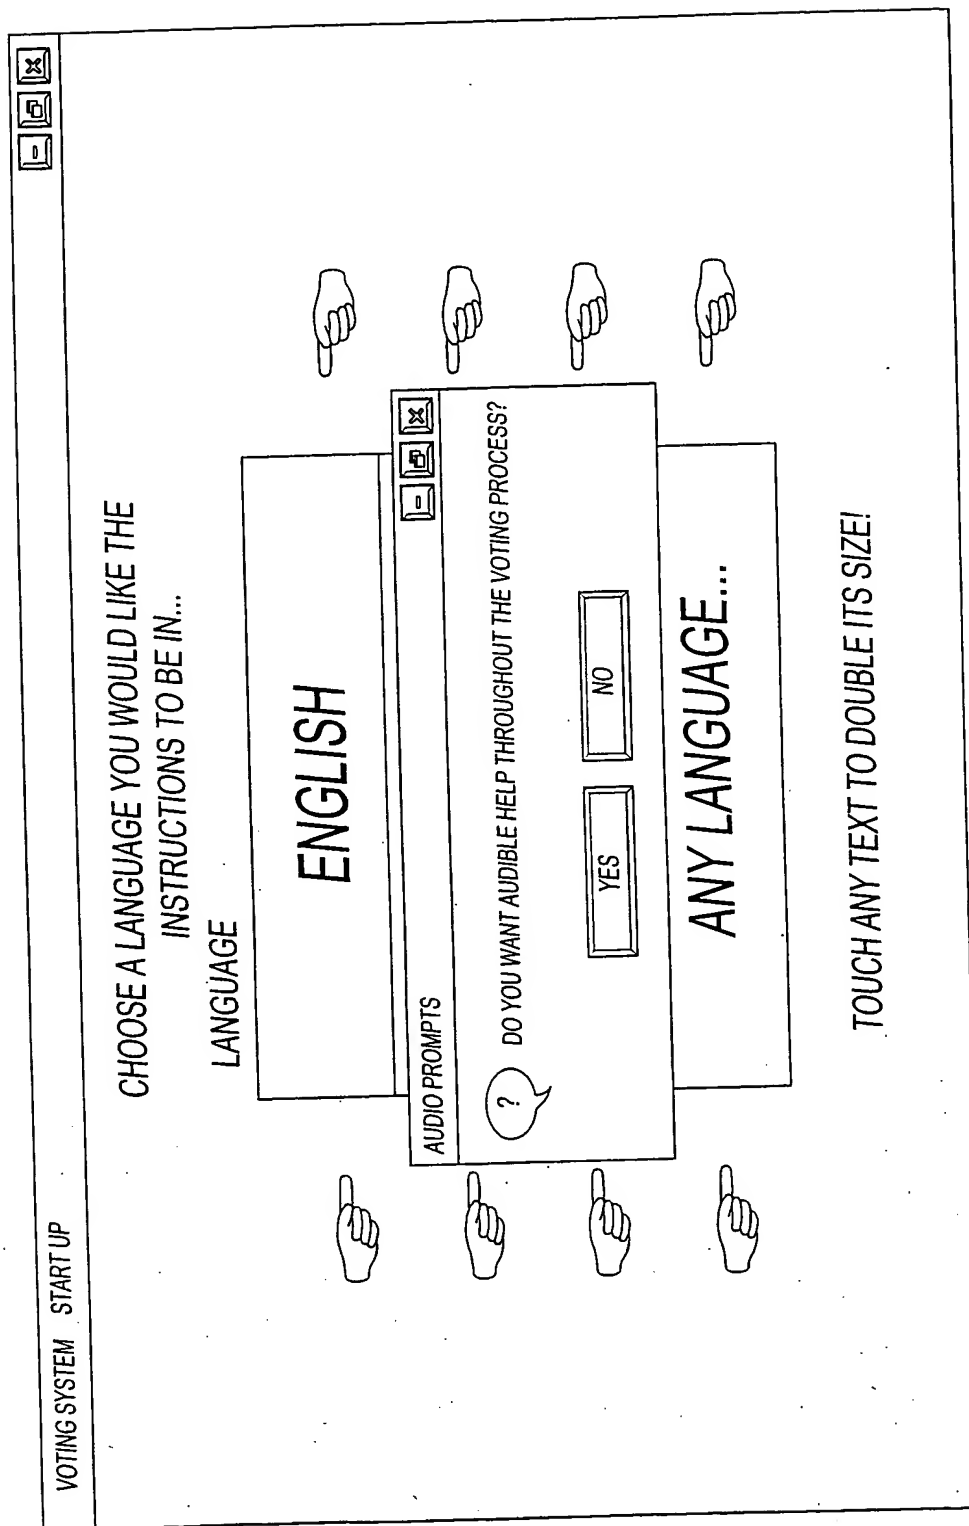 VOTING SYSTEM START UP
CHOOSE A LANGUAGE YOU WOULD LIKE THE
INSTRUCTIONS TO BE IN...
LANGUAGE
ENGLISH
AUDIO PROMPTS
? DO YOU WANT AUDIBLE HELP THROUGHOUT THE VOTING PROCESS?
YES NO
ANY LANGUAGE...
TOUCH ANY TEXT TO DOUBLE ITS SIZE!